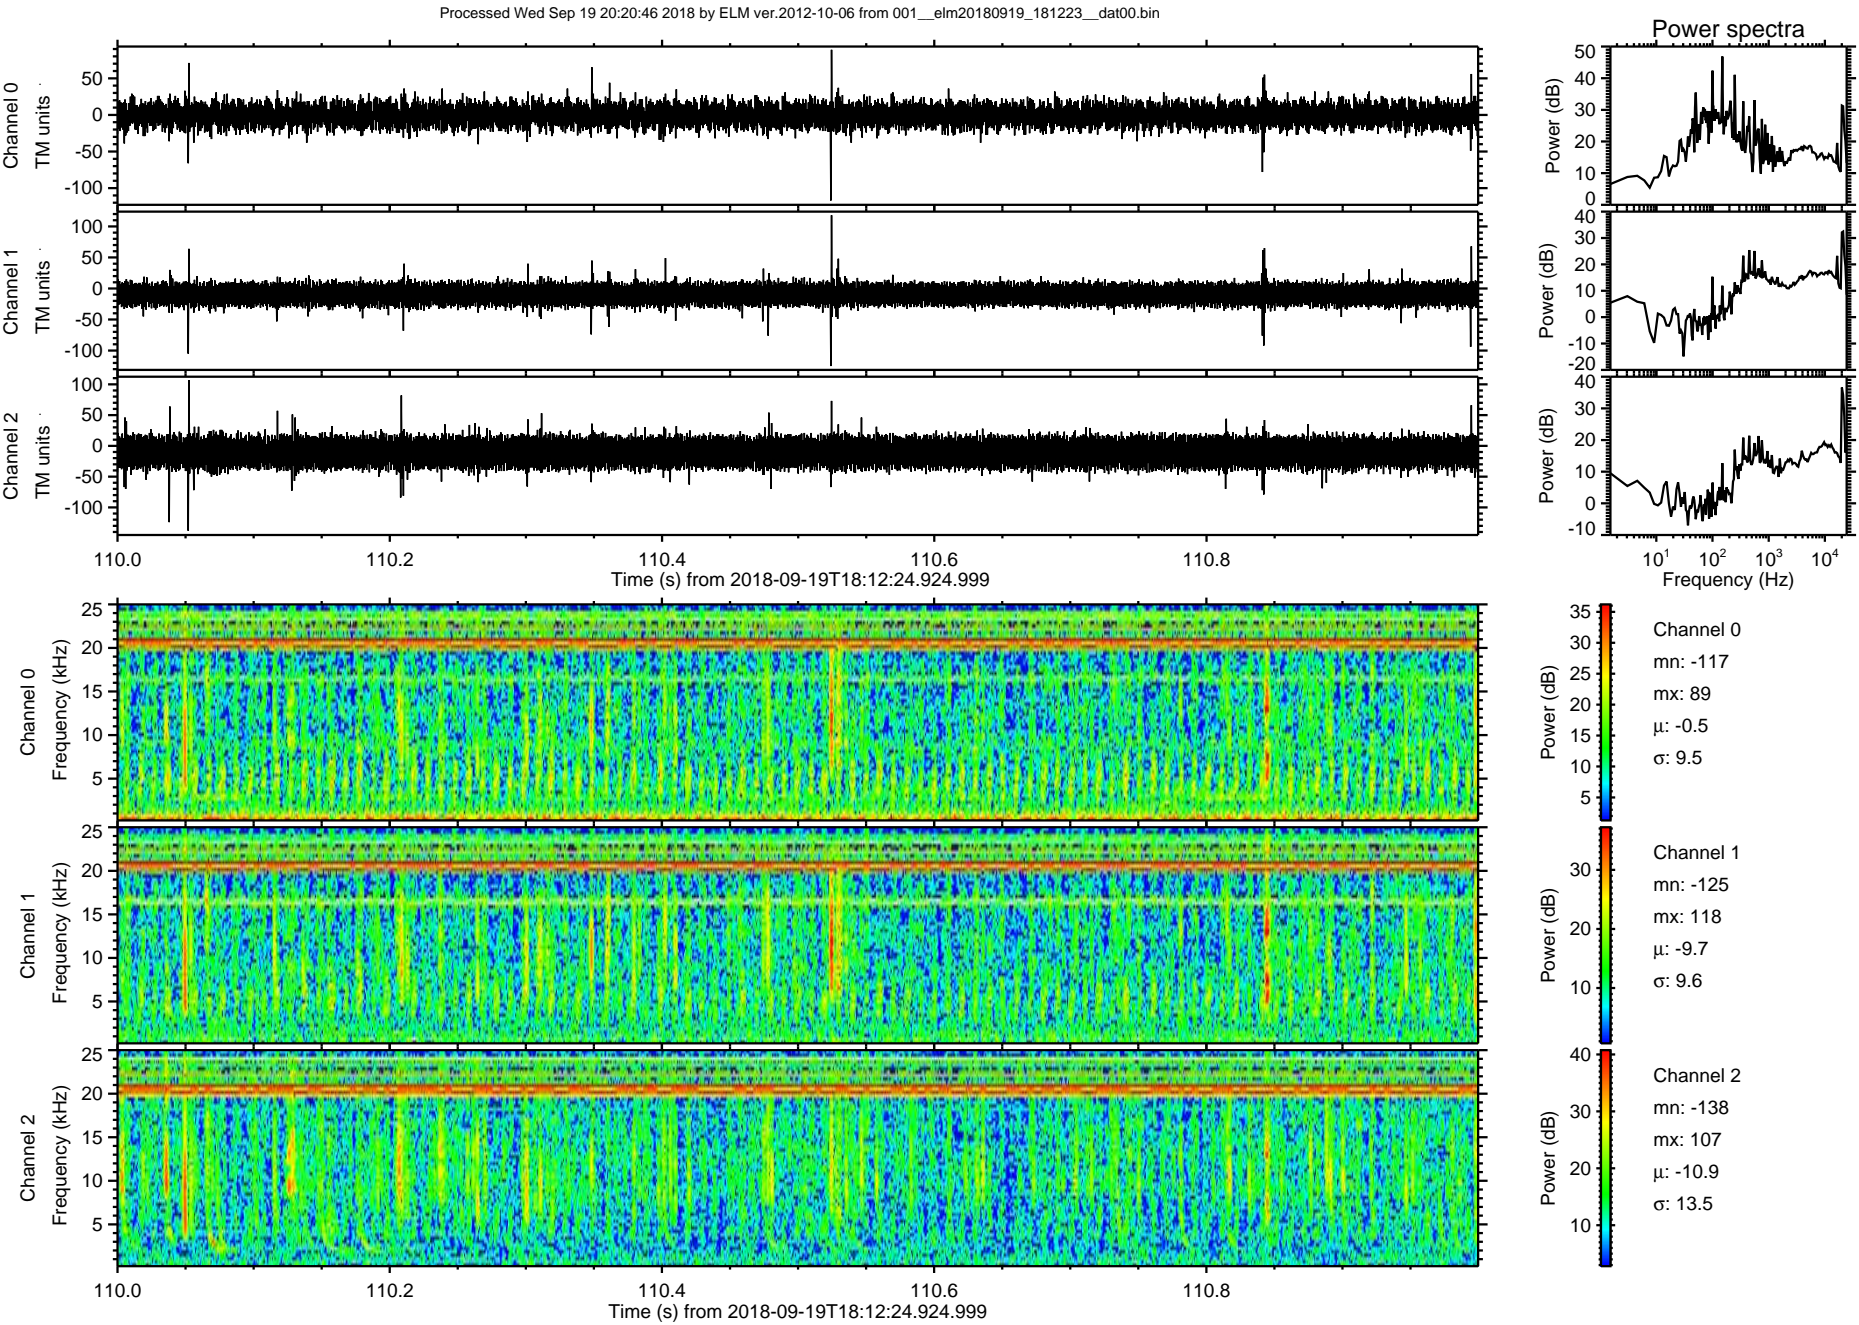 Processed Wed Sep 19 20:20:46 2018 by ELM ver.2012-10-06 from 001__elm20180919_181223__dat00.bin
Power spectra
Channel 0
TM units
50
0
-50
-100
Power (dB)
50
40
30
20
10
0
Channel 1
TM units
100
50
0
-50
-100
Power (dB)
40
30
20
10
0
-10
-20
Channel 2
TM units
100
50
0
-50
-100
Power (dB)
40
30
20
10
0
-10
110.0 110.2 110.4 110.6 110.8
Time (s) from 2018-09-19T18:12:24.924.999
10¹ 10² 10³ 10⁴
Frequency (Hz)
Channel 0
Frequency (kHz)
25
20
15
10
5
Power (dB)
35
30
25
20
15
10
5
Channel 0
mn: -117
mx: 89
μ: -0.5
σ: 9.5
Channel 1
Frequency (kHz)
25
20
15
10
5
Power (dB)
30
20
10
Channel 1
mn: -125
mx: 118
μ: -9.7
σ: 9.6
Channel 2
Frequency (kHz)
25
20
15
10
5
Power (dB)
40
30
20
10
Channel 2
mn: -138
mx: 107
μ: -10.9
σ: 13.5
110.0 110.2 110.4 110.6 110.8
Time (s) from 2018-09-19T18:12:24.924.999